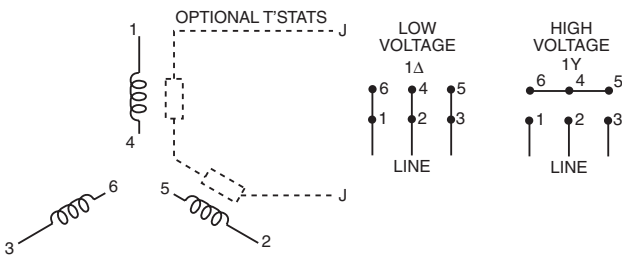 OPTIONAL T'STATS
J
1
4
6
3
5
2
J
LOW
VOLTAGE
1Δ
6 4 5
1 2 3
LINE
HIGH
VOLTAGE
1Y
6 4 5
1 2 3
LINE